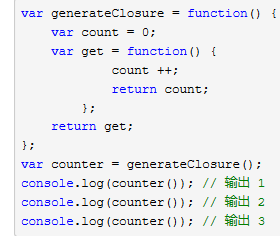 var generateClosure = function() {
    var count = 0;
    var get = function() {
            count ++;
            return count;
        };
    return get;
};
var counter = generateClosure();
console.log(counter()); // 输出 1
console.log(counter()); // 输出 2
console.log(counter()); // 输出 3